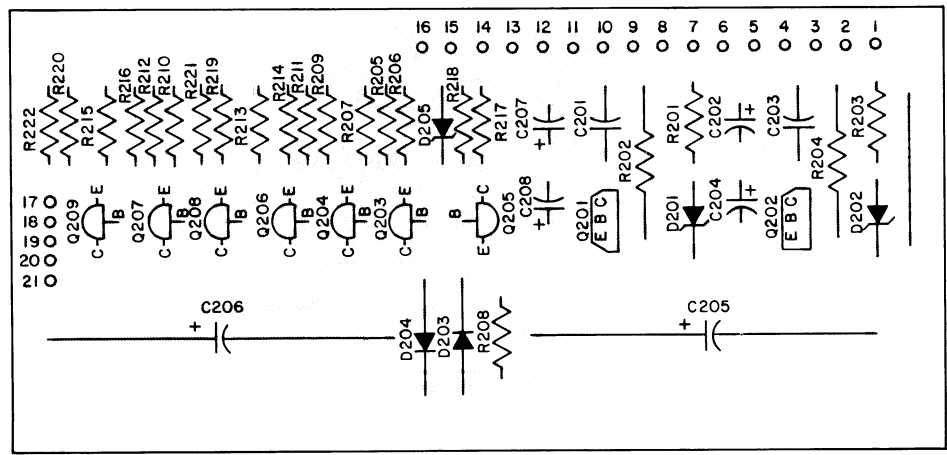 16 15 14 13 12 11 10 9 8 7 6 5 4 3 2 1
R222 R220 R215 R216 R212 R210 R221 R219 R213 R214 R211 R209 R207 R205 R206 D205 R218 R217 C207 C201 R202 R201 C202 C203 R204 R203
+ +
17
18
19
20
21
Q209 E B C
Q207 E B C
Q208 E B C
Q206 E B C
Q204 E B C
Q203 E B C
B C E Q205
C208 +
Q201 E B C
D201
C204 +
Q202 E B C
D202
C206 +
D204 D203 R208
C205 +